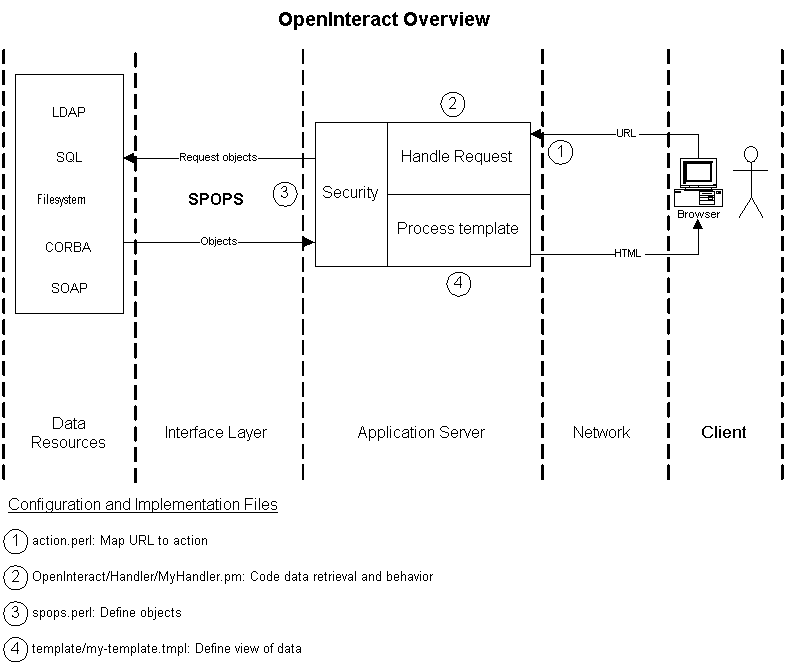 OpenInteract Overview
LDAP
SQL
Filesystem
CORBA
SOAP
Request objects
SPOPS
Objects
3
2
Security
Handle Request
Process template
4
1
URL
HTML
Browser
Data
Resources
Interface Layer
Application Server
Network
Client
Configuration and Implementation Files
1 action.perl: Map URL to action
2 OpenInteract/Handler/MyHandler.pm: Code data retrieval and behavior
3 spops.perl: Define objects
4 template/my-template.tmpl: Define view of data